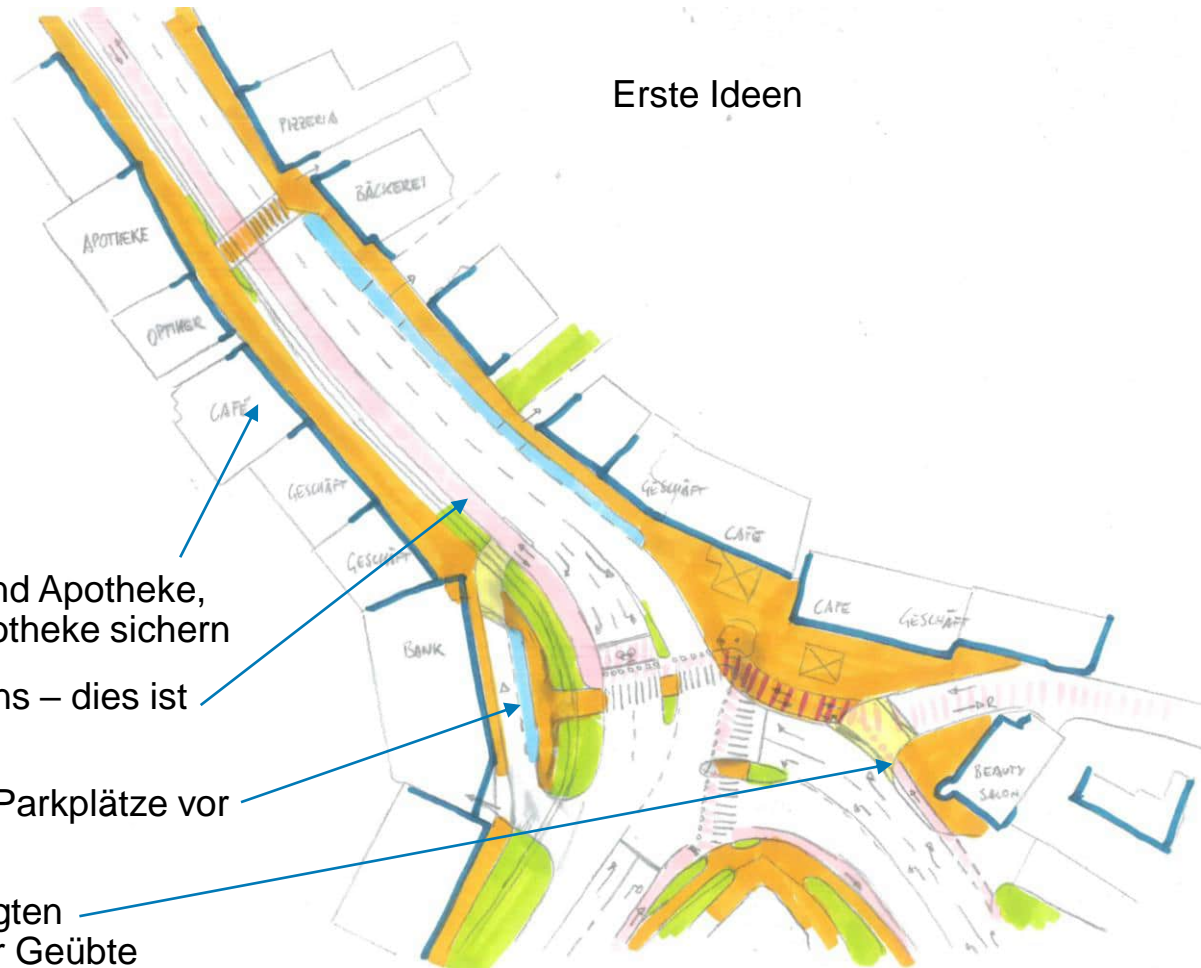 Erste Ideen
PIZZERIA
BÄCKEREI
APOTHEKE
OPTIKER
CAFÉ
GESCHÄFT
GESCHÄFT
GESCHÄFT
CAFE
CAFE
GESCHÄFT
BANK
BEAUTY
SALON
nd Apotheke,
otheke sichern
ns – dies ist
Parkplätze vor
gten
r Geübte